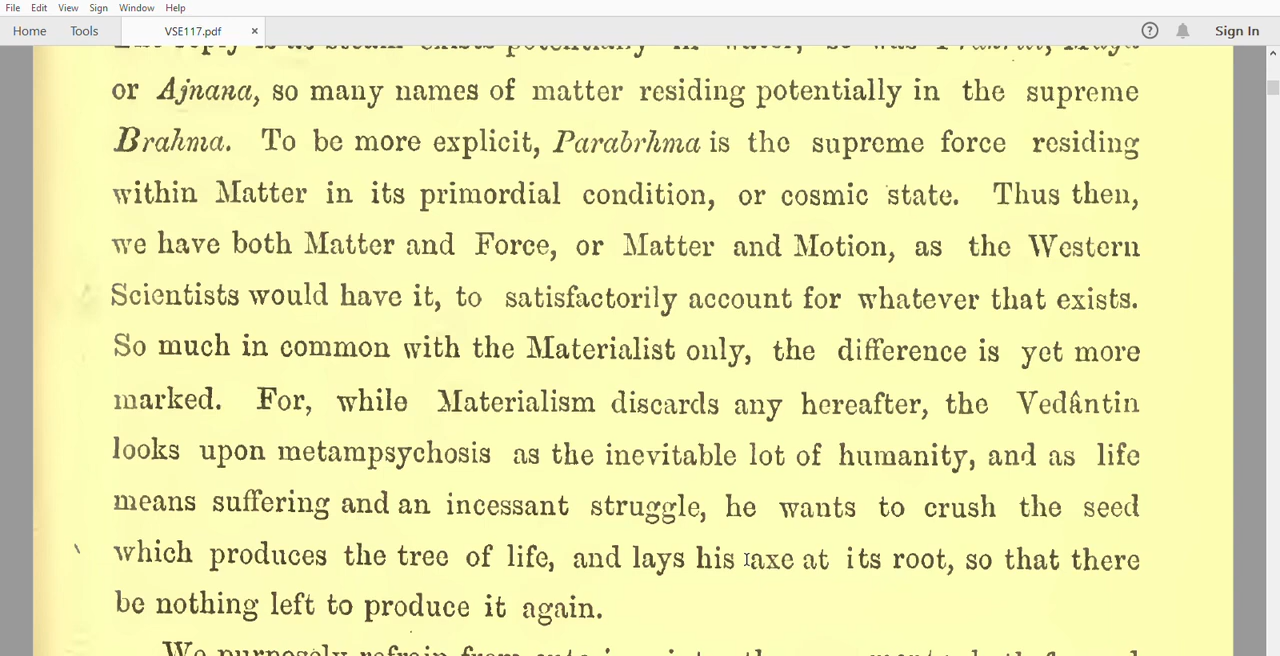 File Edit View Sign Window Help
Home Tools VSE117.pdf × ? Sign In
or Ajnana, so many names of matter residing potentially in the supreme
Brahma. To be more explicit, Parabrhma is the supreme force residing
within Matter in its primordial condition, or cosmic state. Thus then,
we have both Matter and Force, or Matter and Motion, as the Western
Scientists would have it, to satisfactorily account for whatever that exists.
So much in common with the Materialist only, the difference is yet more
marked. For, while Materialism discards any hereafter, the Vedântin
looks upon metampsychosis as the inevitable lot of humanity, and as life
means suffering and an incessant struggle, he wants to crush the seed
which produces the tree of life, and lays his axe at its root, so that there
be nothing left to produce it again.
We purposely refrain from